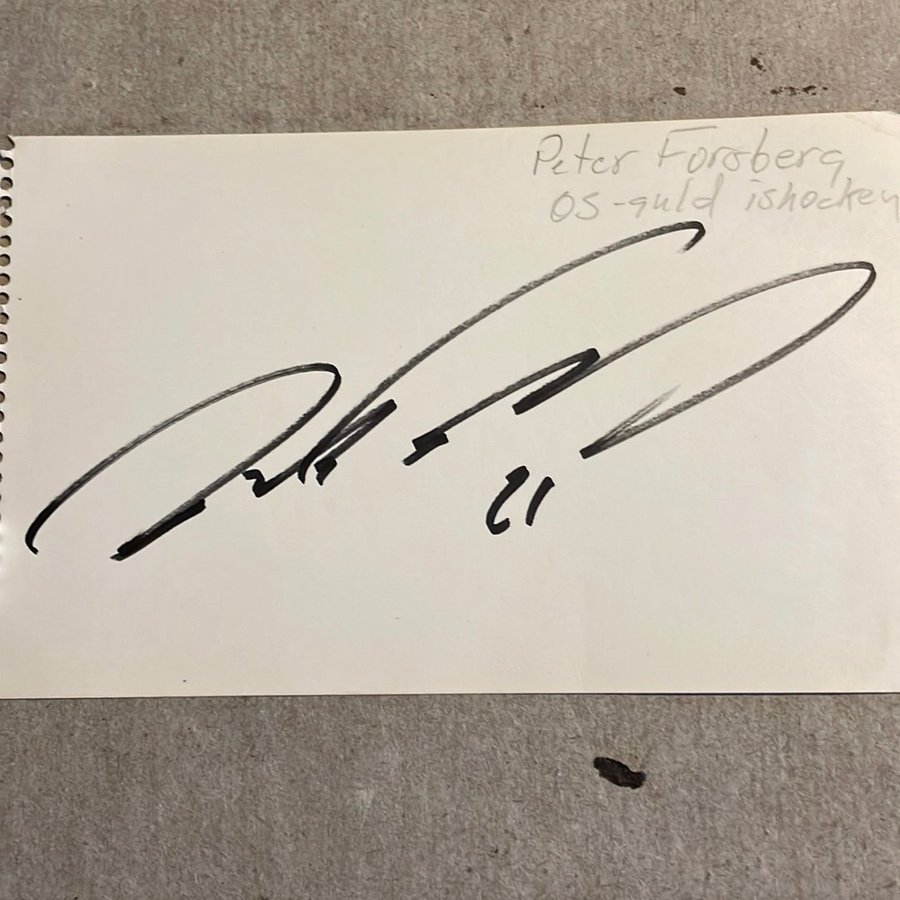 Peter Forsberg
OS-guld ishockey
21